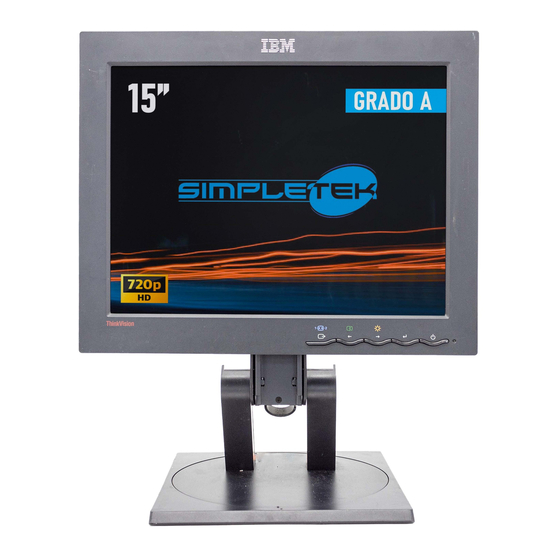 IBM
15”
GRADO A
SIMPLETEK
720p
HD
ThinkVision